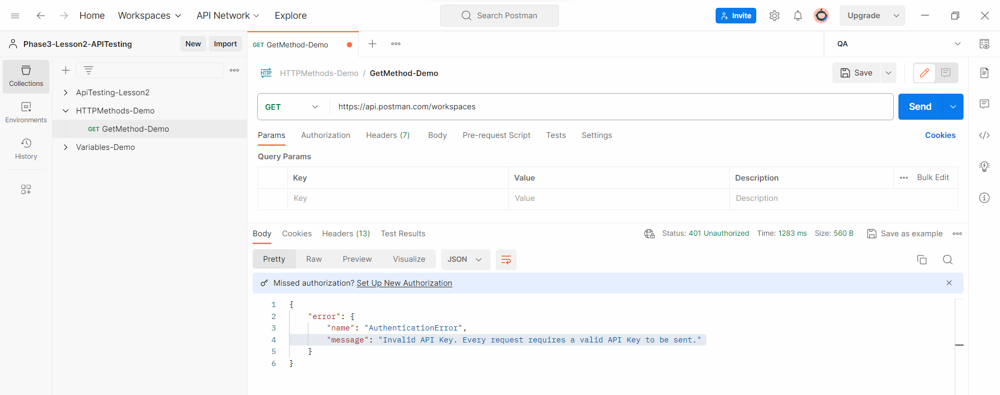 Home Workspaces API Network Explore Search Postman Invite Upgrade
Phase3-Lesson2-APITesting New Import GET GetMethod-Demo QA
Collections
Environments
History
ApiTesting-Lesson2
HTTPMethods-Demo
GET GetMethod-Demo
Variables-Demo
HTTP HTTPMethods-Demo / GetMethod-Demo Save
GET https://api.postman.com/workspaces Send
Params Authorization Headers (7) Body Pre-request Script Tests Settings Cookies
Query Params
Key Value Description Bulk Edit
Key Value Description
Body Cookies Headers (13) Test Results Status: 401 Unauthorized Time: 1283 ms Size: 560 B Save as example
Pretty Raw Preview Visualize JSON
Missed authorization? Set Up New Authorization
1 {
2 "error": {
3 "name": "AuthenticationError",
4 "message": "Invalid API Key. Every request requires a valid API Key to be sent."
5 }
6 }